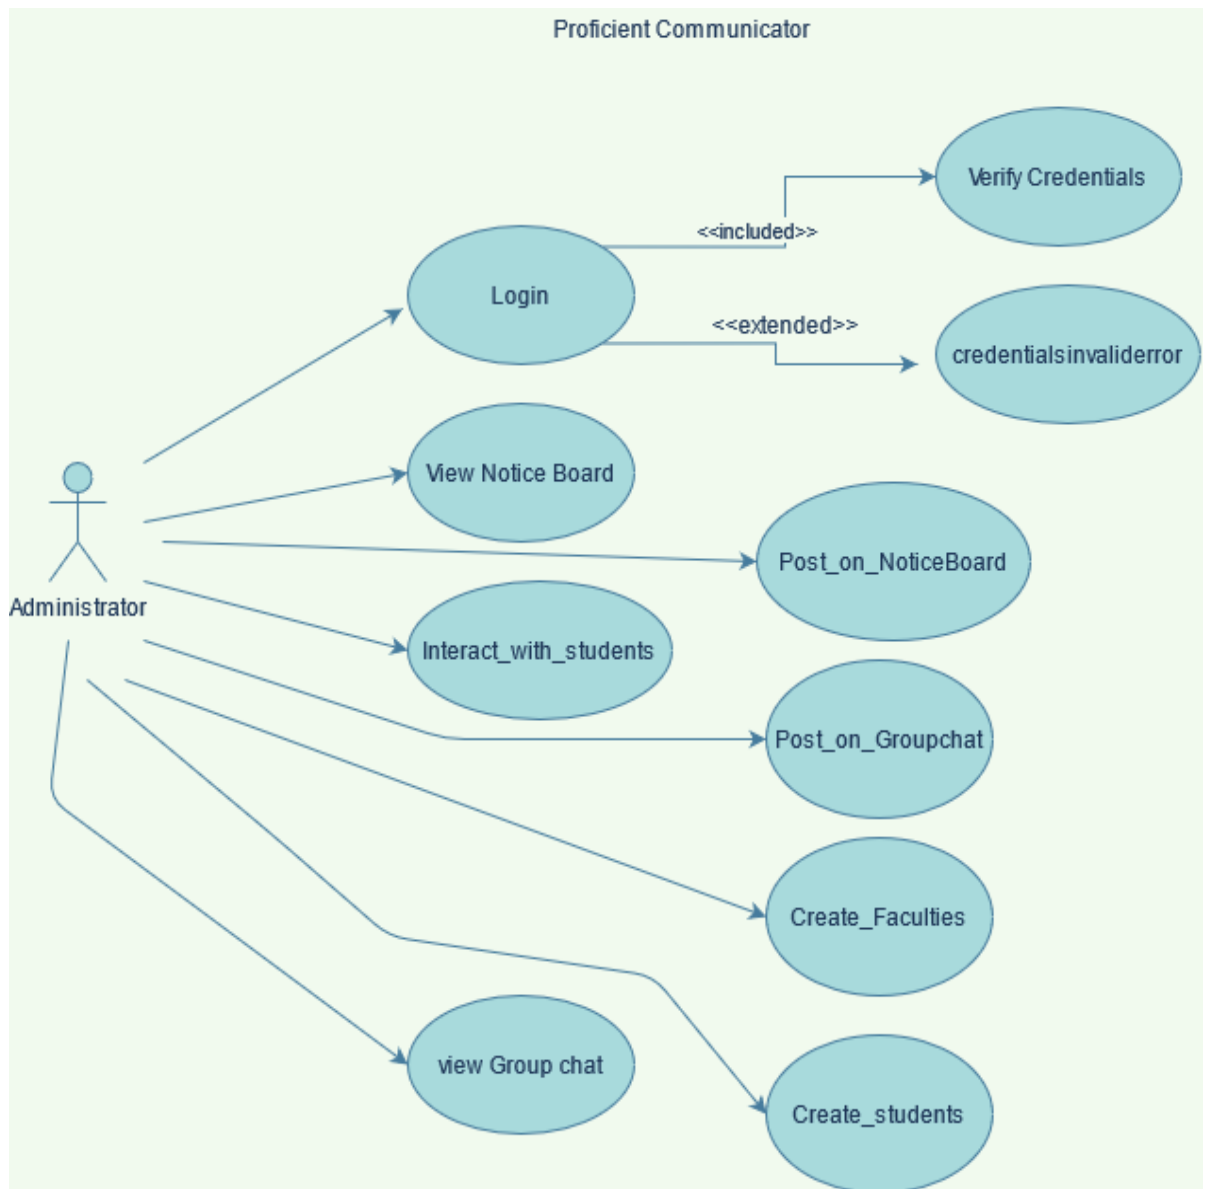 Proficient Communicator
Verify Credentials
<<included>>
Login
<<extended>>
credentialsinvaliderror
View Notice Board
Post_on_NoticeBoard
Administrator
Interact_with_students
Post_on_Groupchat
Create_Faculties
view Group chat
Create_students